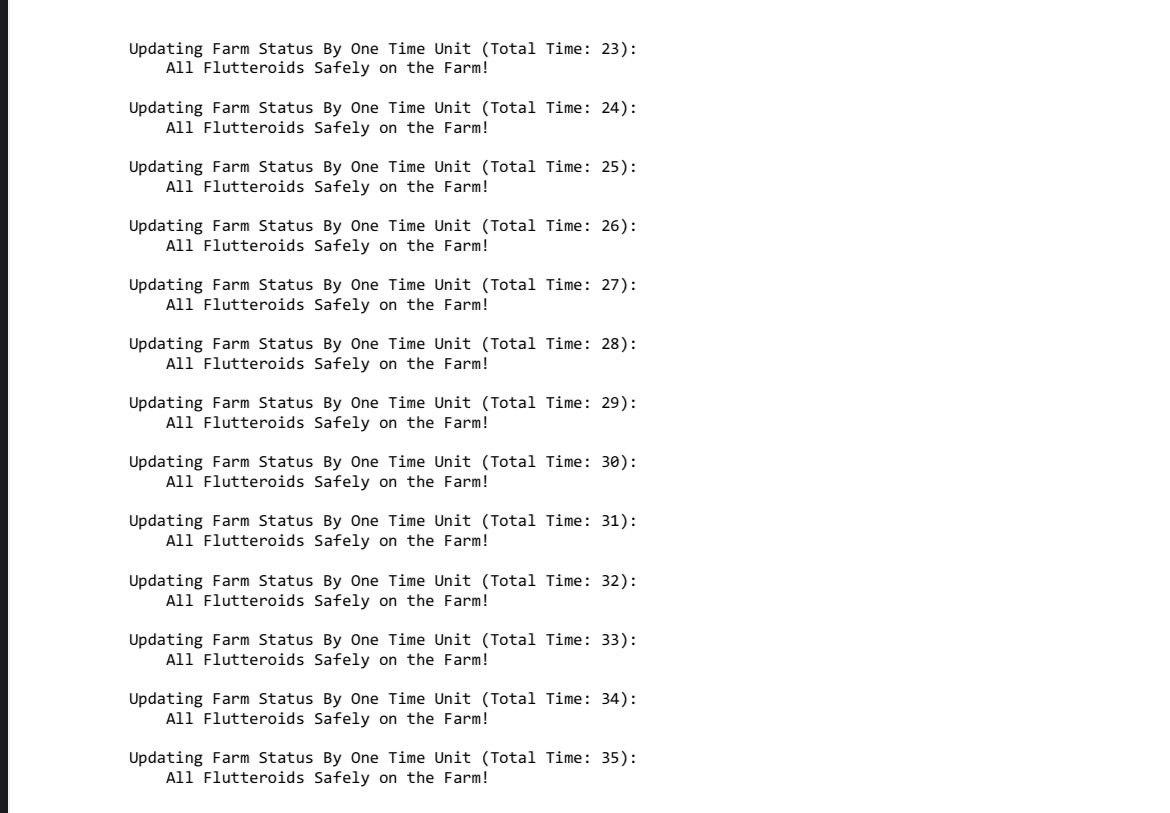 Updating Farm Status By One Time Unit (Total Time: 23):
All Flutteroids Safely on the Farm!
Updating Farm Status By One Time Unit (Total Time: 24):
All Flutteroids Safely on the Farm!
Updating Farm Status By One Time Unit (Total Time: 25):
All Flutteroids Safely on the Farm!
Updating Farm Status By One Time Unit (Total Time: 26):
All Flutteroids Safely on the Farm!
Updating Farm Status By One Time Unit (Total Time: 27):
All Flutteroids Safely on the Farm!
Updating Farm Status By One Time Unit (Total Time: 28):
All Flutteroids Safely on the Farm!
Updating Farm Status By One Time Unit (Total Time: 29):
All Flutteroids Safely on the Farm!
Updating Farm Status By One Time Unit (Total Time: 30):
All Flutteroids Safely on the Farm!
Updating Farm Status By One Time Unit (Total Time: 31):
All Flutteroids Safely on the Farm!
Updating Farm Status By One Time Unit (Total Time: 32):
All Flutteroids Safely on the Farm!
Updating Farm Status By One Time Unit (Total Time: 33):
All Flutteroids Safely on the Farm!
Updating Farm Status By One Time Unit (Total Time: 34):
All Flutteroids Safely on the Farm!
Updating Farm Status By One Time Unit (Total Time: 35):
All Flutteroids Safely on the Farm!